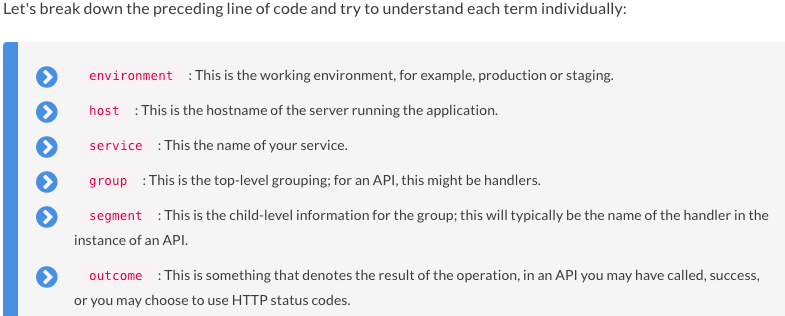 Let's break down the preceding line of code and try to understand each term individually:
environment : This is the working environment, for example, production or staging.
host : This is the hostname of the server running the application.
service : This the name of your service.
group : This is the top-level grouping; for an API, this might be handlers.
segment : This is the child-level information for the group; this will typically be the name of the handler in the
instance of an API.
outcome : This is something that denotes the result of the operation, in an API you may have called, success,
or you may choose to use HTTP status codes.